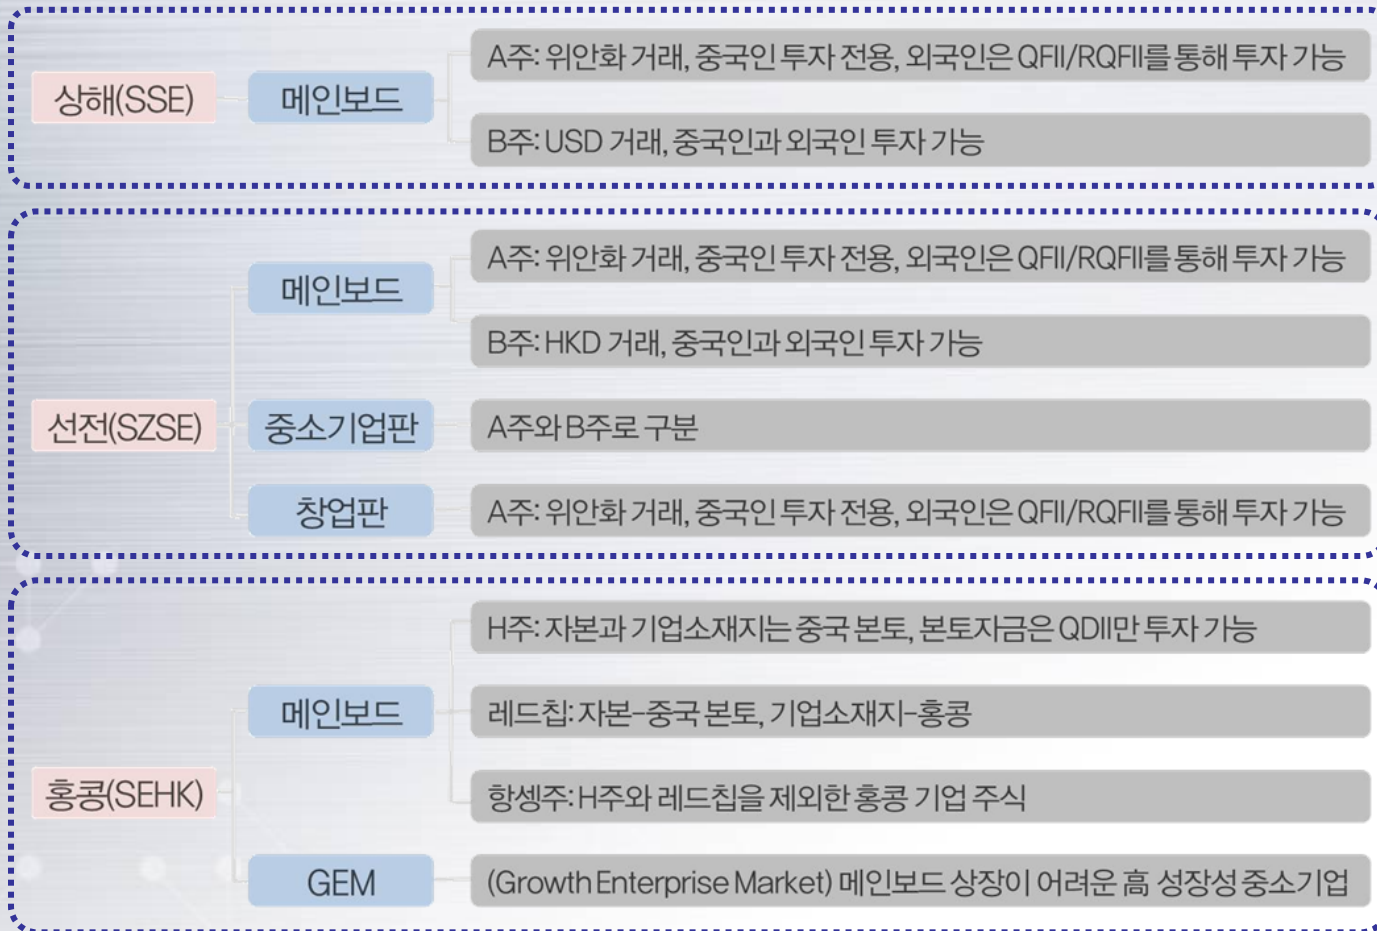 상해(SSE)
메인보드
A주: 위안화 거래, 중국인 투자 전용, 외국인은 QFII/RQFII를 통해 투자 가능
B주: USD 거래, 중국인과 외국인 투자 가능
선전(SZSE)
메인보드
A주: 위안화 거래, 중국인 투자 전용, 외국인은 QFII/RQFII를 통해 투자 가능
B주: HKD 거래, 중국인과 외국인 투자 가능
중소기업판
A주와 B주로 구분
창업판
A주: 위안화 거래, 중국인 투자 전용, 외국인은 QFII/RQFII를 통해 투자 가능
홍콩(SEHK)
메인보드
H주: 자본과 기업소재지는 중국 본토, 본토자금은 QDII만 투자 가능
레드칩: 자본-중국 본토, 기업소재지-홍콩
항셍주: H주와 레드칩을 제외한 홍콩 기업 주식
GEM
(Growth Enterprise Market) 메인보드 상장이 어려운 高 성장성 중소기업